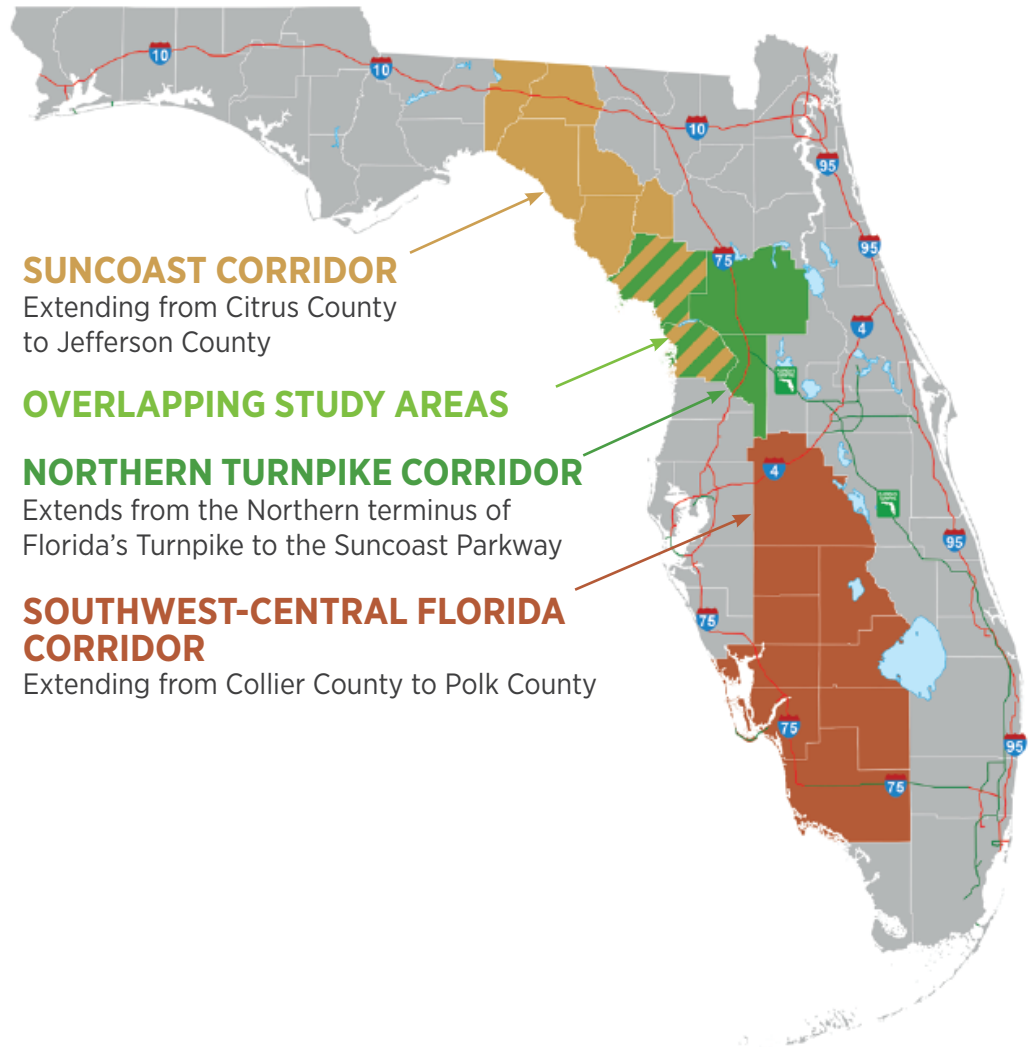 10
10
10
95
95
75
4
SUNCOAST CORRIDOR
Extending from Citrus County
to Jefferson County
OVERLAPPING STUDY AREAS
NORTHERN TURNPIKE CORRIDOR
Extends from the Northern terminus of
Florida’s Turnpike to the Suncoast Parkway
4
95
SOUTHWEST-CENTRAL FLORIDA
CORRIDOR
Extending from Collier County to Polk County
75
75
95
75